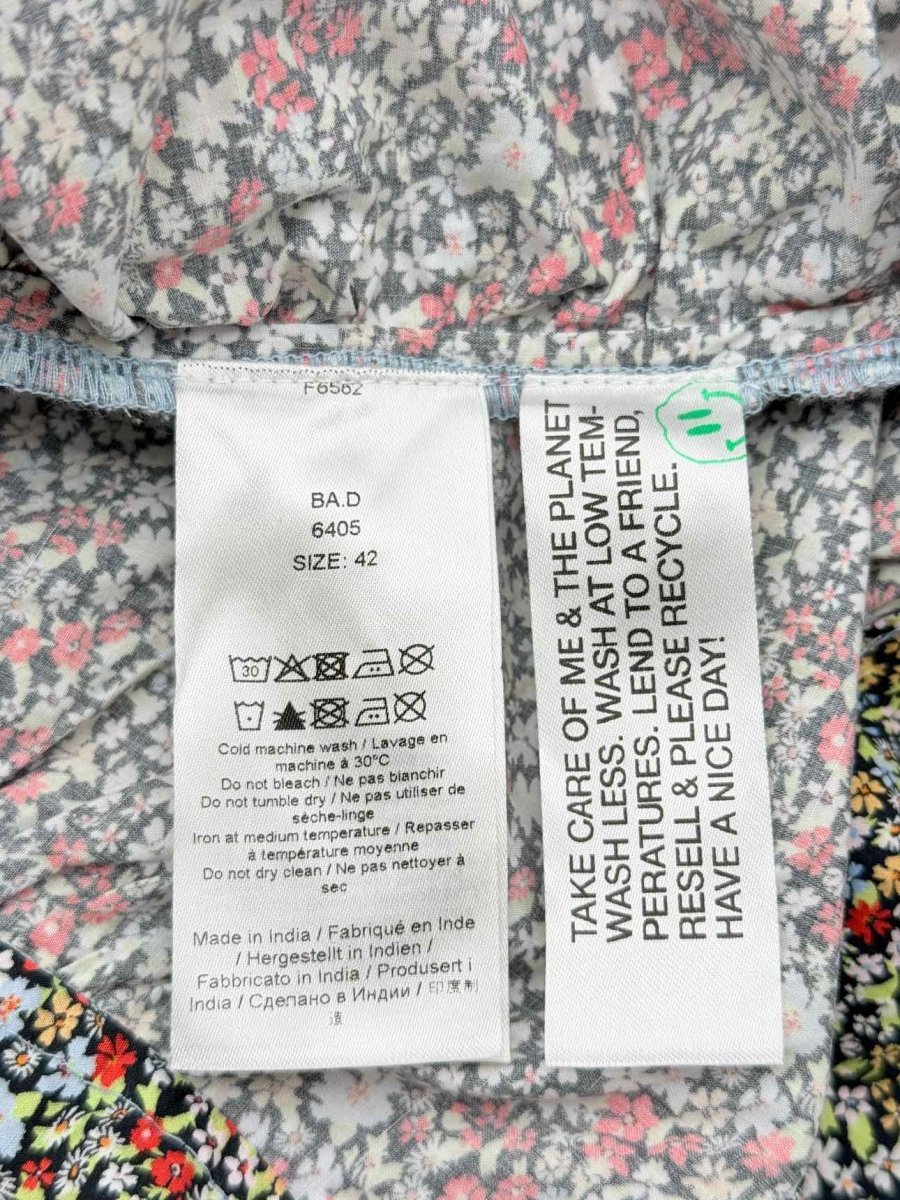 F6562
BA.D
6405
SIZE: 42
30
Cold machine wash / Lavage en
machine à 30°C
Do not bleach / Ne pas blanchir
Do not tumble dry / Ne pas utiliser de
sèche-linge
Iron at medium temperature / Repasser
à température moyenne
Do not dry clean / Ne pas nettoyer à
sec
Made in India / Fabriqué en Inde
/ Hergestellt in Indien /
Fabbricato in India / Produsert i
India / Сделано в Индии / 印度制
造
TAKE CARE OF ME & THE PLANET
WASH LESS. WASH AT LOW TEM-
PERATURES. LEND TO A FRIEND,
RESELL & PLEASE RECYCLE.
HAVE A NICE DAY!